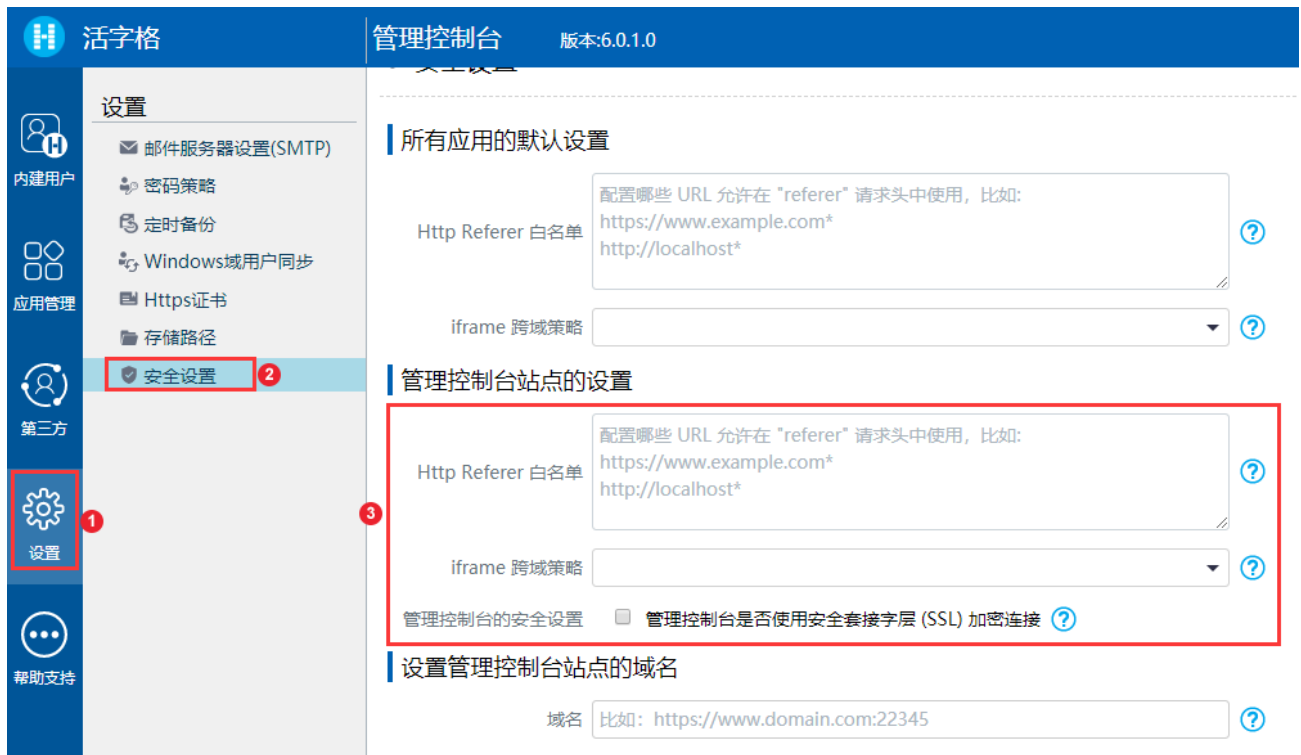 活字格
管理控制台
版本:6.0.1.0
内建用户
应用管理
第三方
设置
1
帮助支持
设置
邮件服务器设置(SMTP)
密码策略
定时备份
Windows域用户同步
Https证书
存储路径
安全设置
2
安全设置
所有应用的默认设置
Http Referer 白名单
配置哪些 URL 允许在 "referer" 请求头中使用，比如:
https://www.example.com*
http://localhost*
iframe 跨域策略
管理控制台站点的设置
3
Http Referer 白名单
配置哪些 URL 允许在 "referer" 请求头中使用，比如:
https://www.example.com*
http://localhost*
iframe 跨域策略
管理控制台的安全设置
管理控制台是否使用安全套接字层 (SSL) 加密连接
设置管理控制台站点的域名
域名
比如：https://www.domain.com:22345